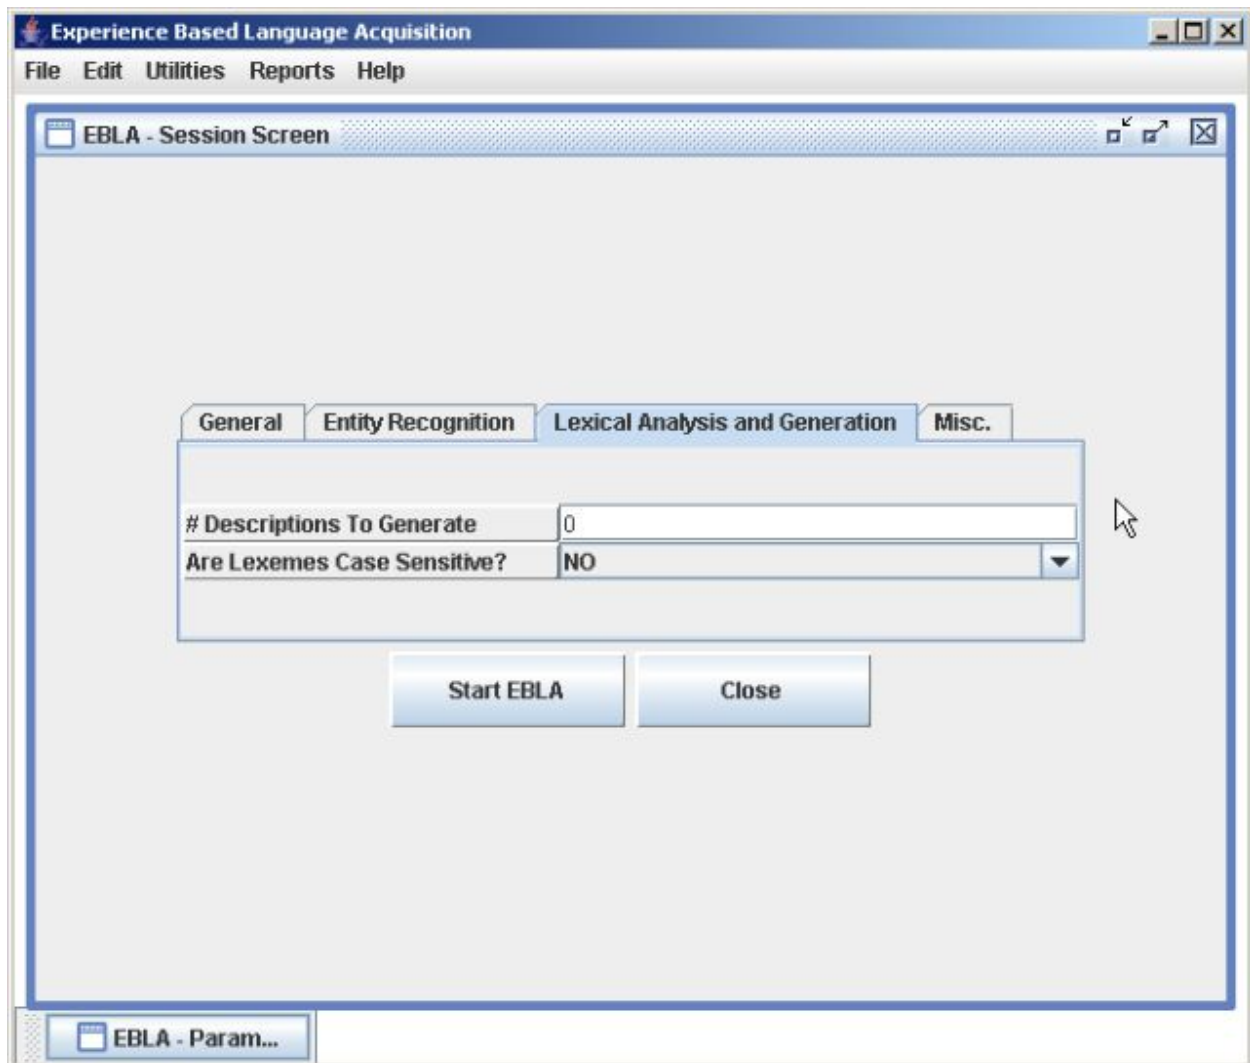 Experience Based Language Acquisition
File Edit Utilities Reports Help
EBLA - Session Screen
General Entity Recognition Lexical Analysis and Generation Misc.
# Descriptions To Generate 0
Are Lexemes Case Sensitive? NO
Start EBLA Close
EBLA - Param...